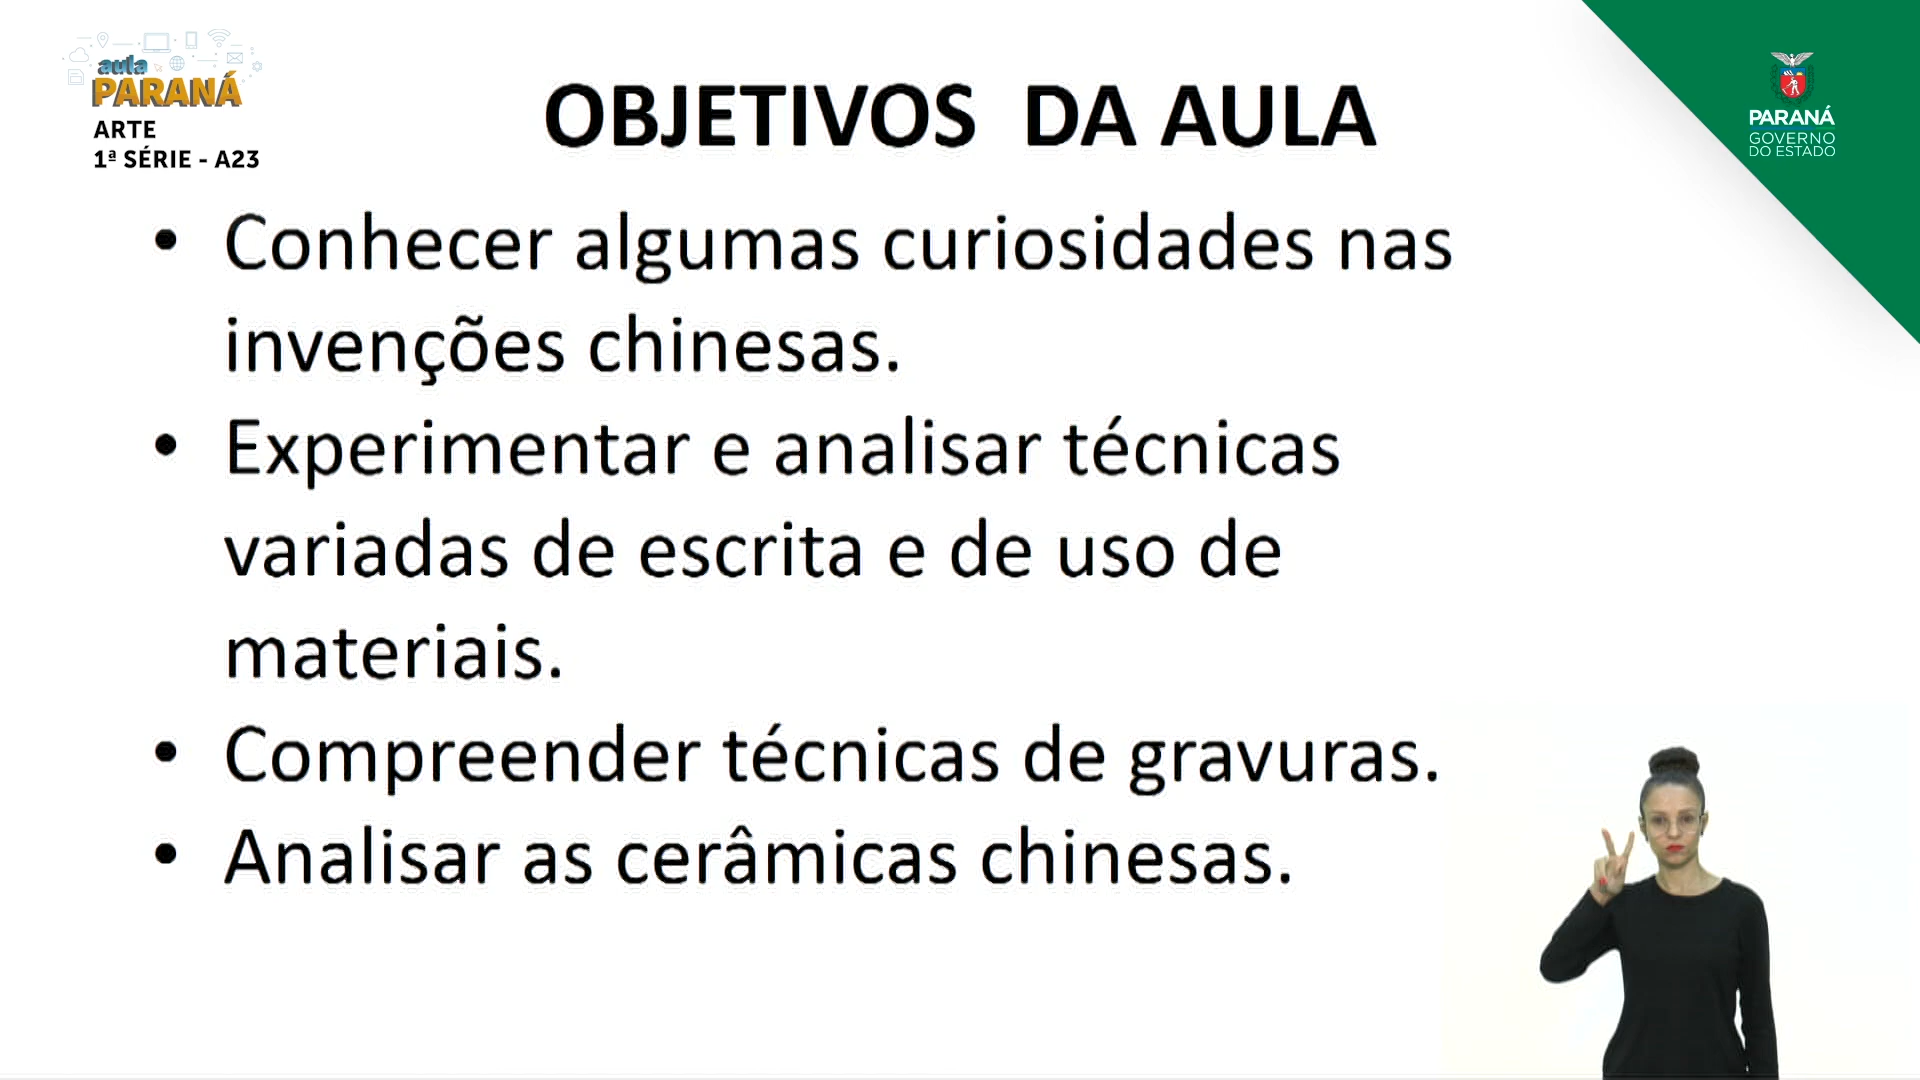 aula
PARANÁ
ARTE
1ª SÉRIE - A23
OBJETIVOS DA AULA
PARANÁ
GOVERNO
DO ESTADO
• Conhecer algumas curiosidades nas
invenções chinesas.
• Experimentar e analisar técnicas
variadas de escrita e de uso de
materiais.
• Compreender técnicas de gravuras.
• Analisar as cerâmicas chinesas.